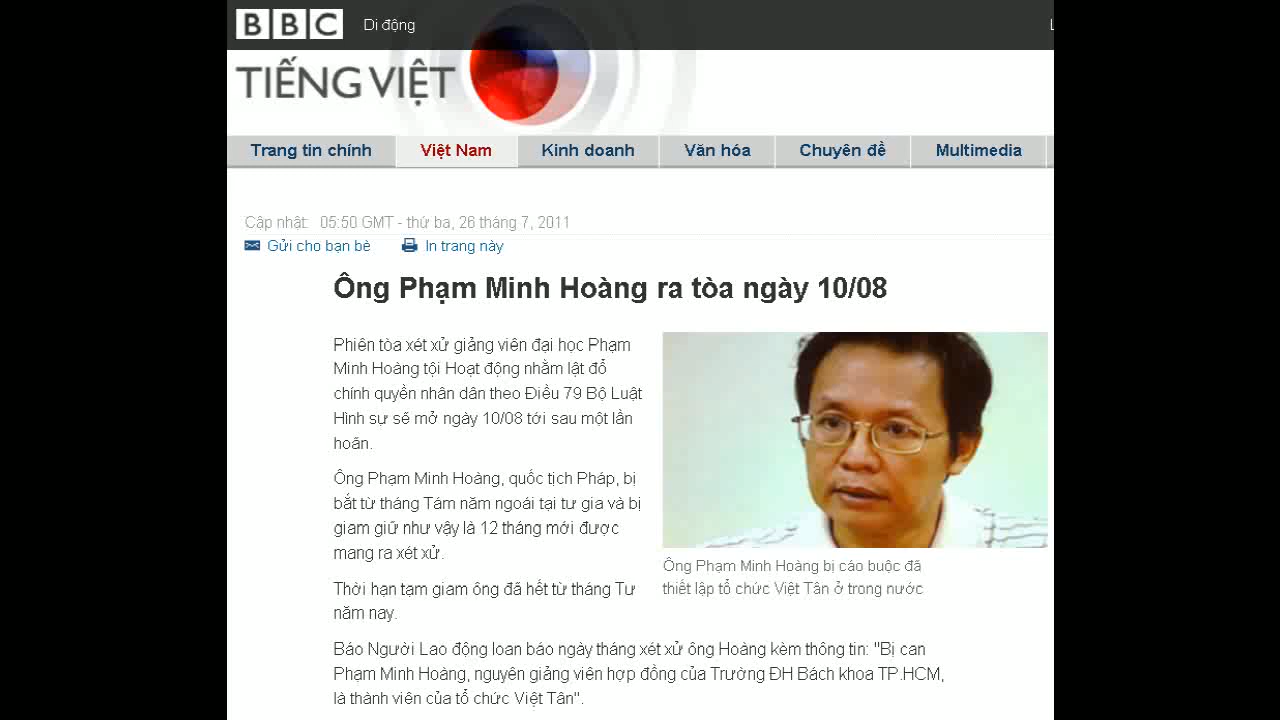 BBC Di động L
TIẾNG VIỆT
Trang tin chính Việt Nam Kinh doanh Văn hóa Chuyên đề Multimedia
Cập nhật: 05:50 GMT - thứ ba, 26 tháng 7, 2011
Gửi cho bạn bè In trang này
Ông Phạm Minh Hoàng ra tòa ngày 10/08
Phiên tòa xét xử giảng viên đại học Phạm
Minh Hoàng tội Hoạt động nhằm lật đổ
chính quyền nhân dân theo Điều 79 Bộ Luật
Hình sự sẽ mở ngày 10/08 tới sau một lần
hoãn.
Ông Phạm Minh Hoàng, quốc tịch Pháp, bị
bắt từ tháng Tám năm ngoái tại tư gia và bị
giam giữ như vậy là 12 tháng mới được
mang ra xét xử.
Thời hạn tạm giam ông đã hết từ tháng Tư
năm nay.
Ông Phạm Minh Hoàng bị cáo buộc đã
thiết lập tổ chức Việt Tân ở trong nước
Báo Người Lao động loan báo ngày tháng xét xử ông Hoàng kèm thông tin: "Bị can
Phạm Minh Hoàng, nguyên giảng viên hợp đồng của Trường ĐH Bách khoa TP.HCM,
là thành viên của tổ chức Việt Tân".